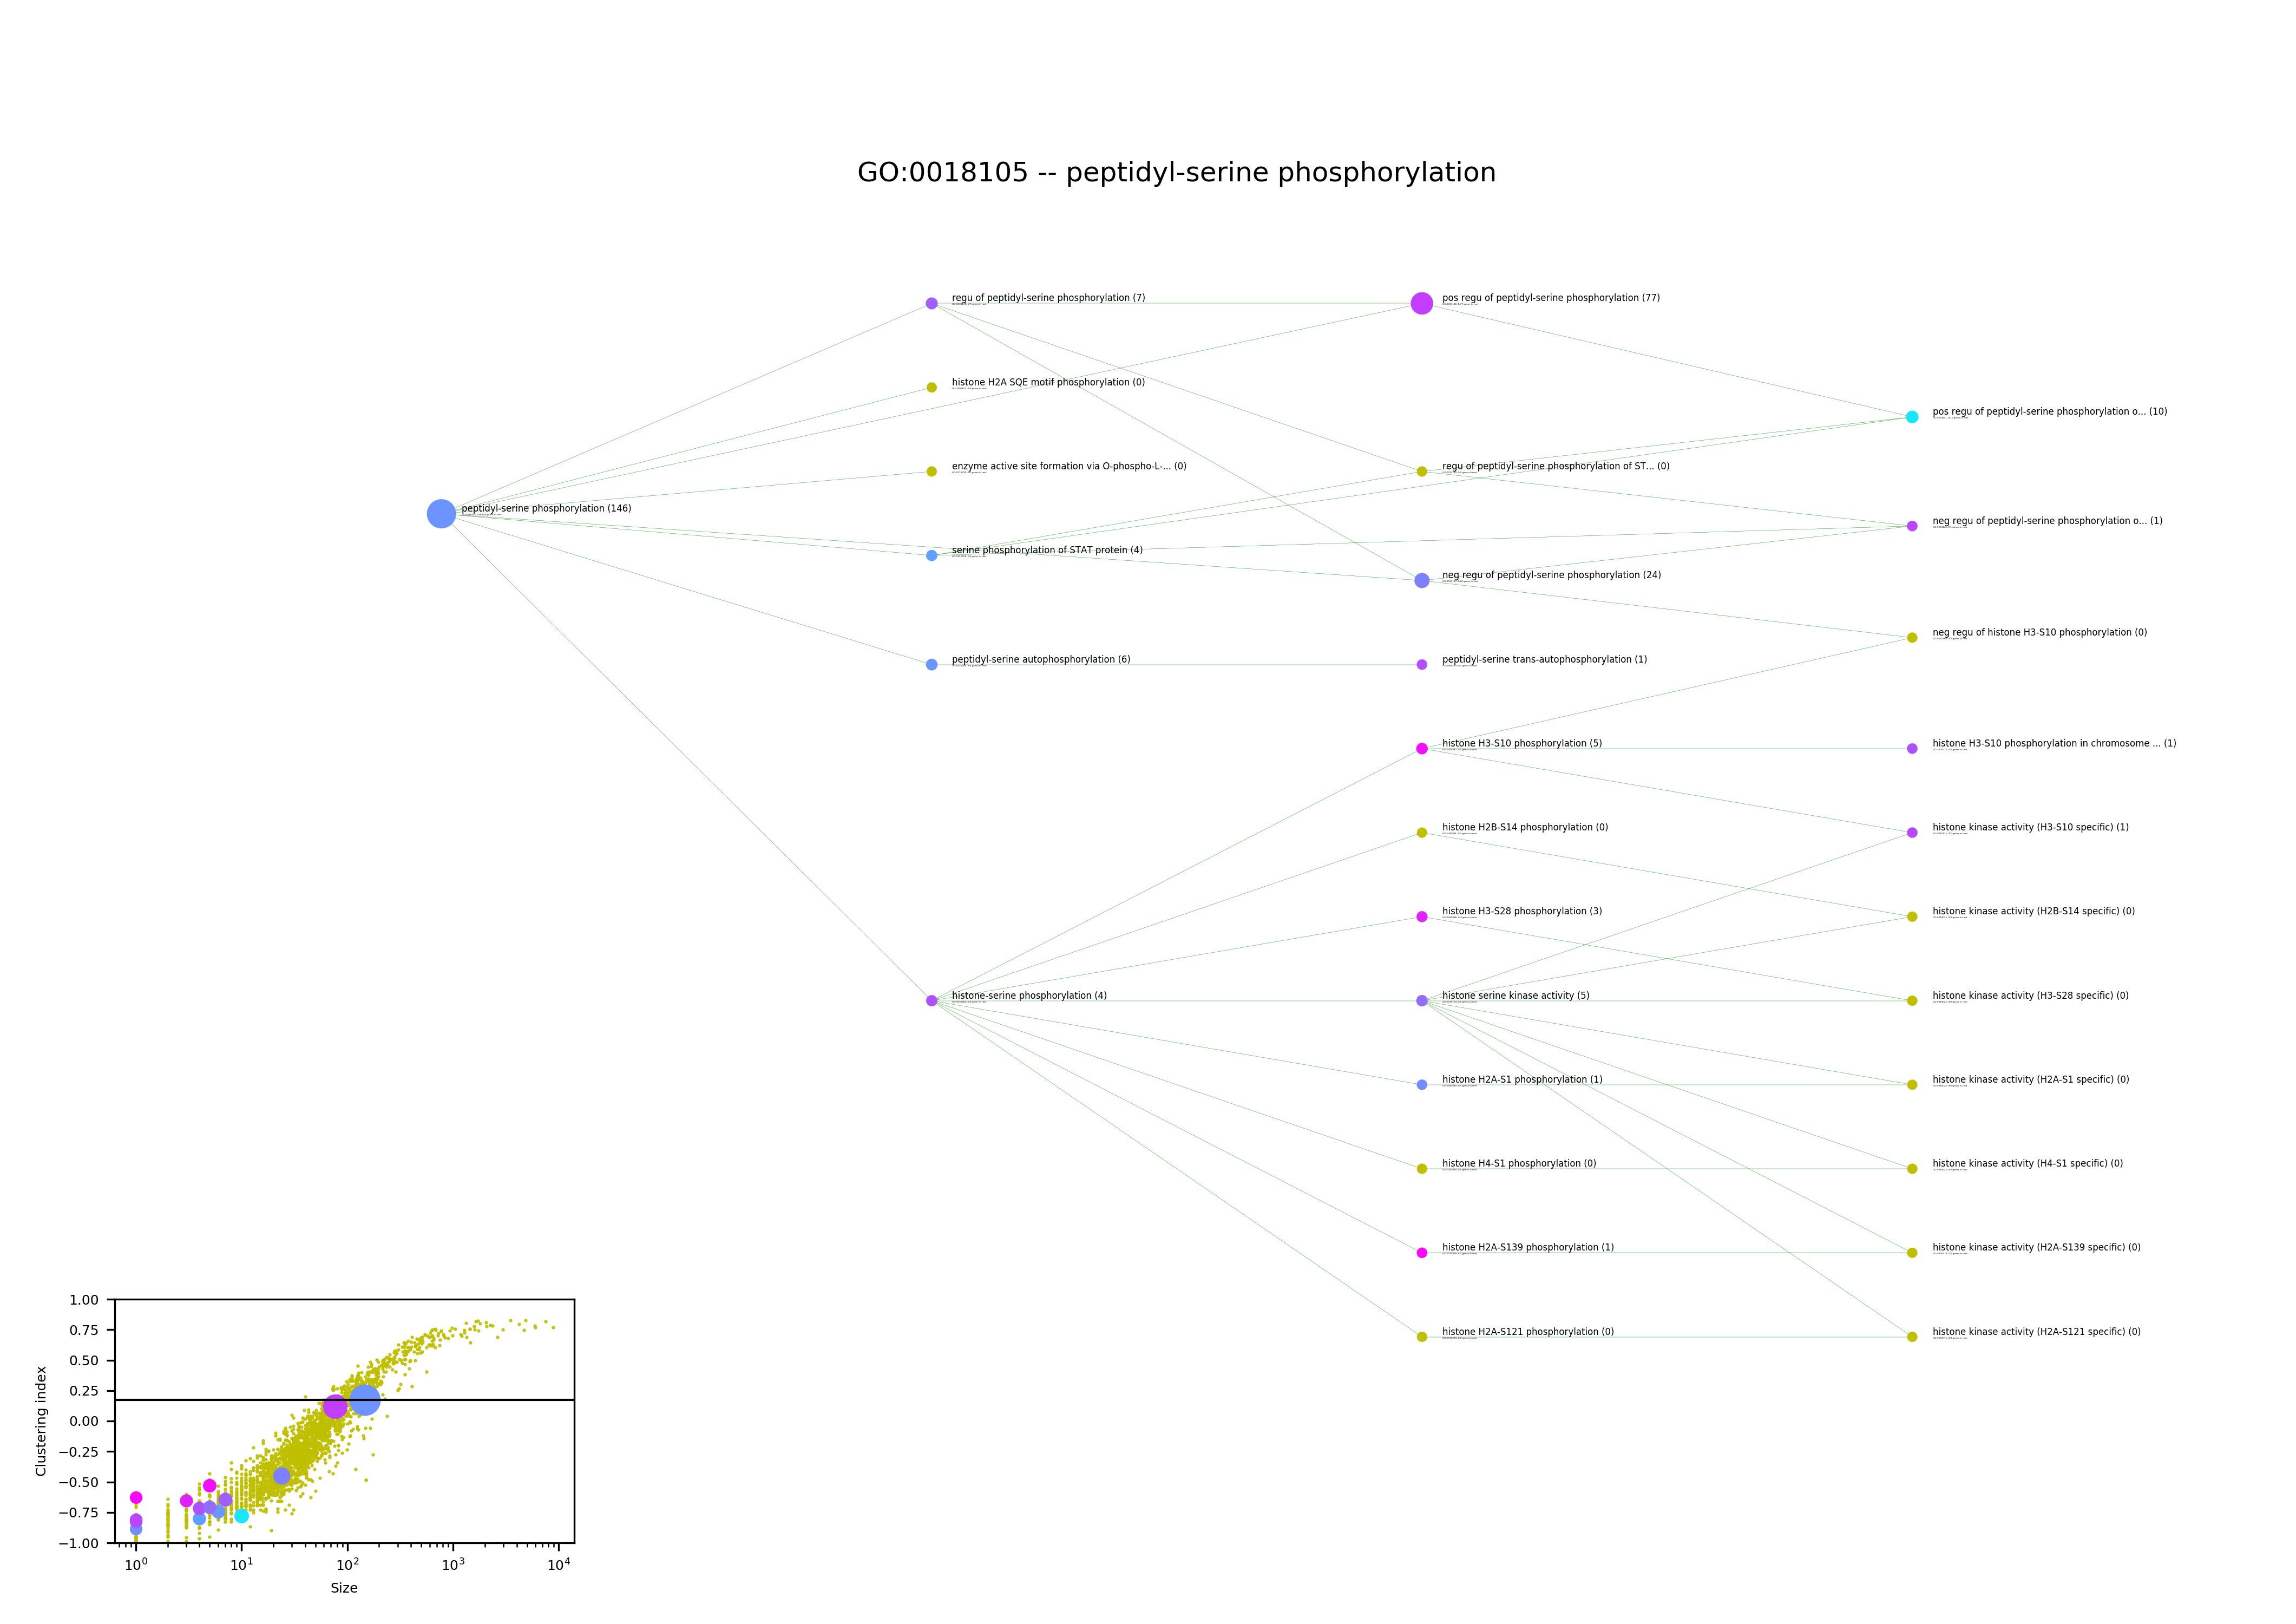 GO:0018105 -- peptidyl-serine phosphorylation
regu of peptidyl-serine phosphorylation (7)
pos regu of peptidyl-serine phosphorylation (77)
histone H2A SQE motif phosphorylation (0)
pos regu of peptidyl-serine phosphorylation o... (10)
enzyme active site formation via O-phospho-L-... (0)
regu of peptidyl-serine phosphorylation of ST... (0)
peptidyl-serine phosphorylation (146)
neg regu of peptidyl-serine phosphorylation o... (1)
serine phosphorylation of STAT protein (4)
neg regu of peptidyl-serine phosphorylation (24)
neg regu of histone H3-S10 phosphorylation (0)
peptidyl-serine autophosphorylation (6)
peptidyl-serine trans-autophosphorylation (1)
histone H3-S10 phosphorylation (5)
histone H3-S10 phosphorylation in chromosome ... (1)
histone H2B-S14 phosphorylation (0)
histone kinase activity (H3-S10 specific) (1)
histone H3-S28 phosphorylation (3)
histone kinase activity (H2B-S14 specific) (0)
histone-serine phosphorylation (4)
histone serine kinase activity (5)
histone kinase activity (H3-S28 specific) (0)
histone H2A-S1 phosphorylation (1)
histone kinase activity (H2A-S1 specific) (0)
histone H4-S1 phosphorylation (0)
histone kinase activity (H4-S1 specific) (0)
histone H2A-S139 phosphorylation (1)
histone kinase activity (H2A-S139 specific) (0)
histone H2A-S121 phosphorylation (0)
histone kinase activity (H2A-S121 specific) (0)
1.00
0.75
0.50
0.25
0.00
−0.25
−0.50
−0.75
−1.00
Clustering index
10^0 10^1 10^2 10^3 10^4
Size